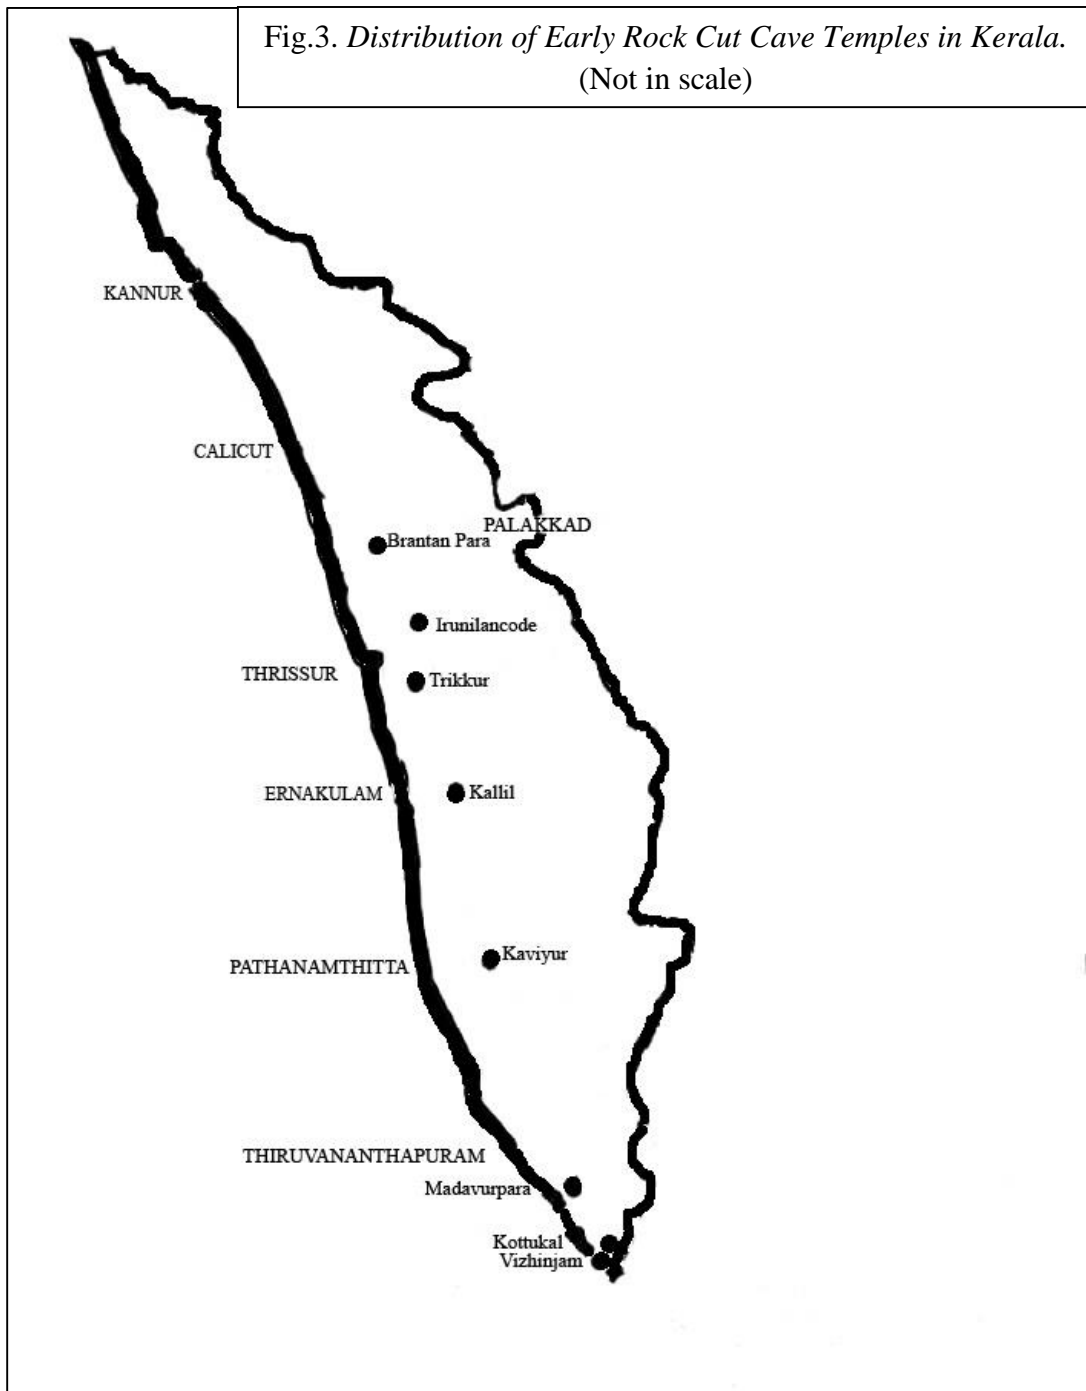 Fig.3. Distribution of Early Rock Cut Cave Temples in Kerala.
(Not in scale)
KANNUR
CALICUT
PALAKKAD
Brantan Para
Irunilancode
THRISSUR
Trikkur
ERNAKULAM
Kallil
Kaviyur
PATHANAMTHITTA
THIRUVANANTHAPURAM
Madavurpara
Kottukal
Vizhinjam